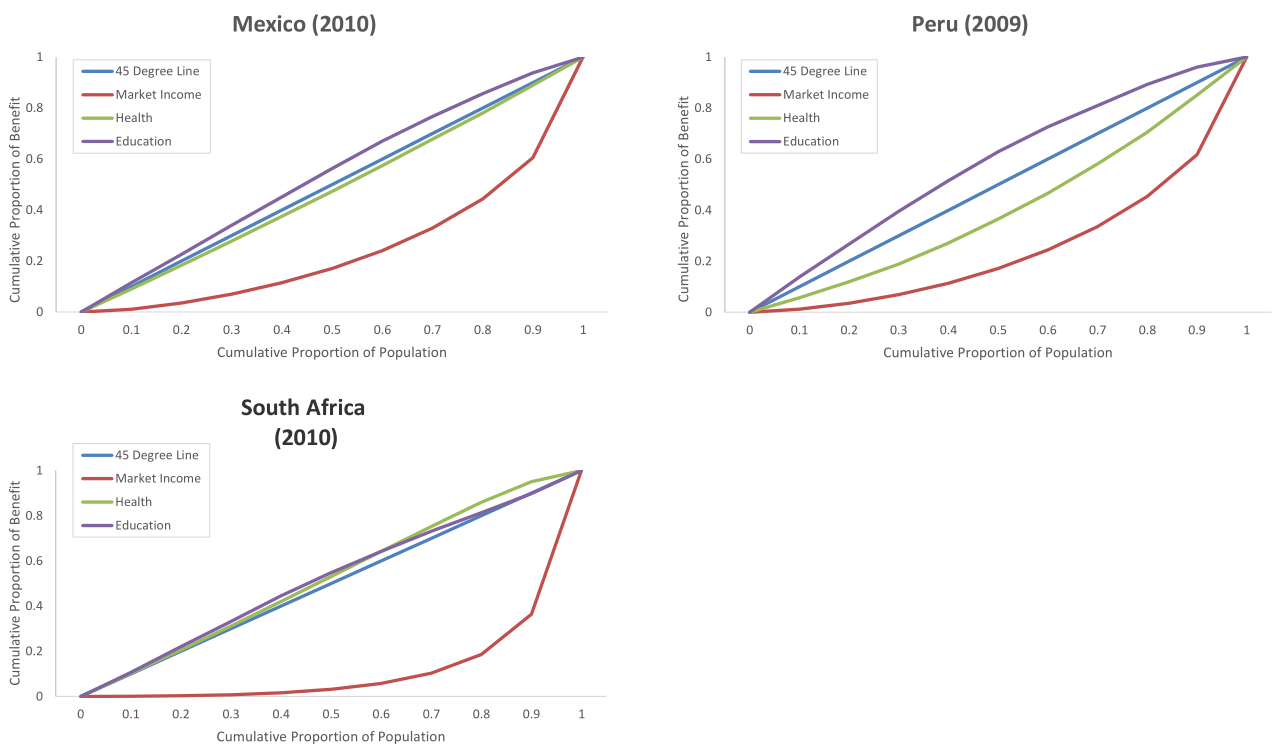 Mexico (2010)
45 Degree Line
Market Income
Health
Education
Cumulative Proportion of Benefit
1
0.8
0.6
0.4
0.2
0
0 0.1 0.2 0.3 0.4 0.5 0.6 0.7 0.8 0.9 1
Cumulative Proportion of Population
Peru (2009)
45 Degree Line
Market Income
Health
Education
Cumulative Proportion of Benefit
1
0.8
0.6
0.4
0.2
0
0 0.1 0.2 0.3 0.4 0.5 0.6 0.7 0.8 0.9 1
Cumulative Proportion of Population
South Africa
(2010)
45 Degree Line
Market Income
Health
Education
Cumulative Proportion of Benefit
1
0.8
0.6
0.4
0.2
0
0 0.1 0.2 0.3 0.4 0.5 0.6 0.7 0.8 0.9 1
Cumulative Proportion of Population